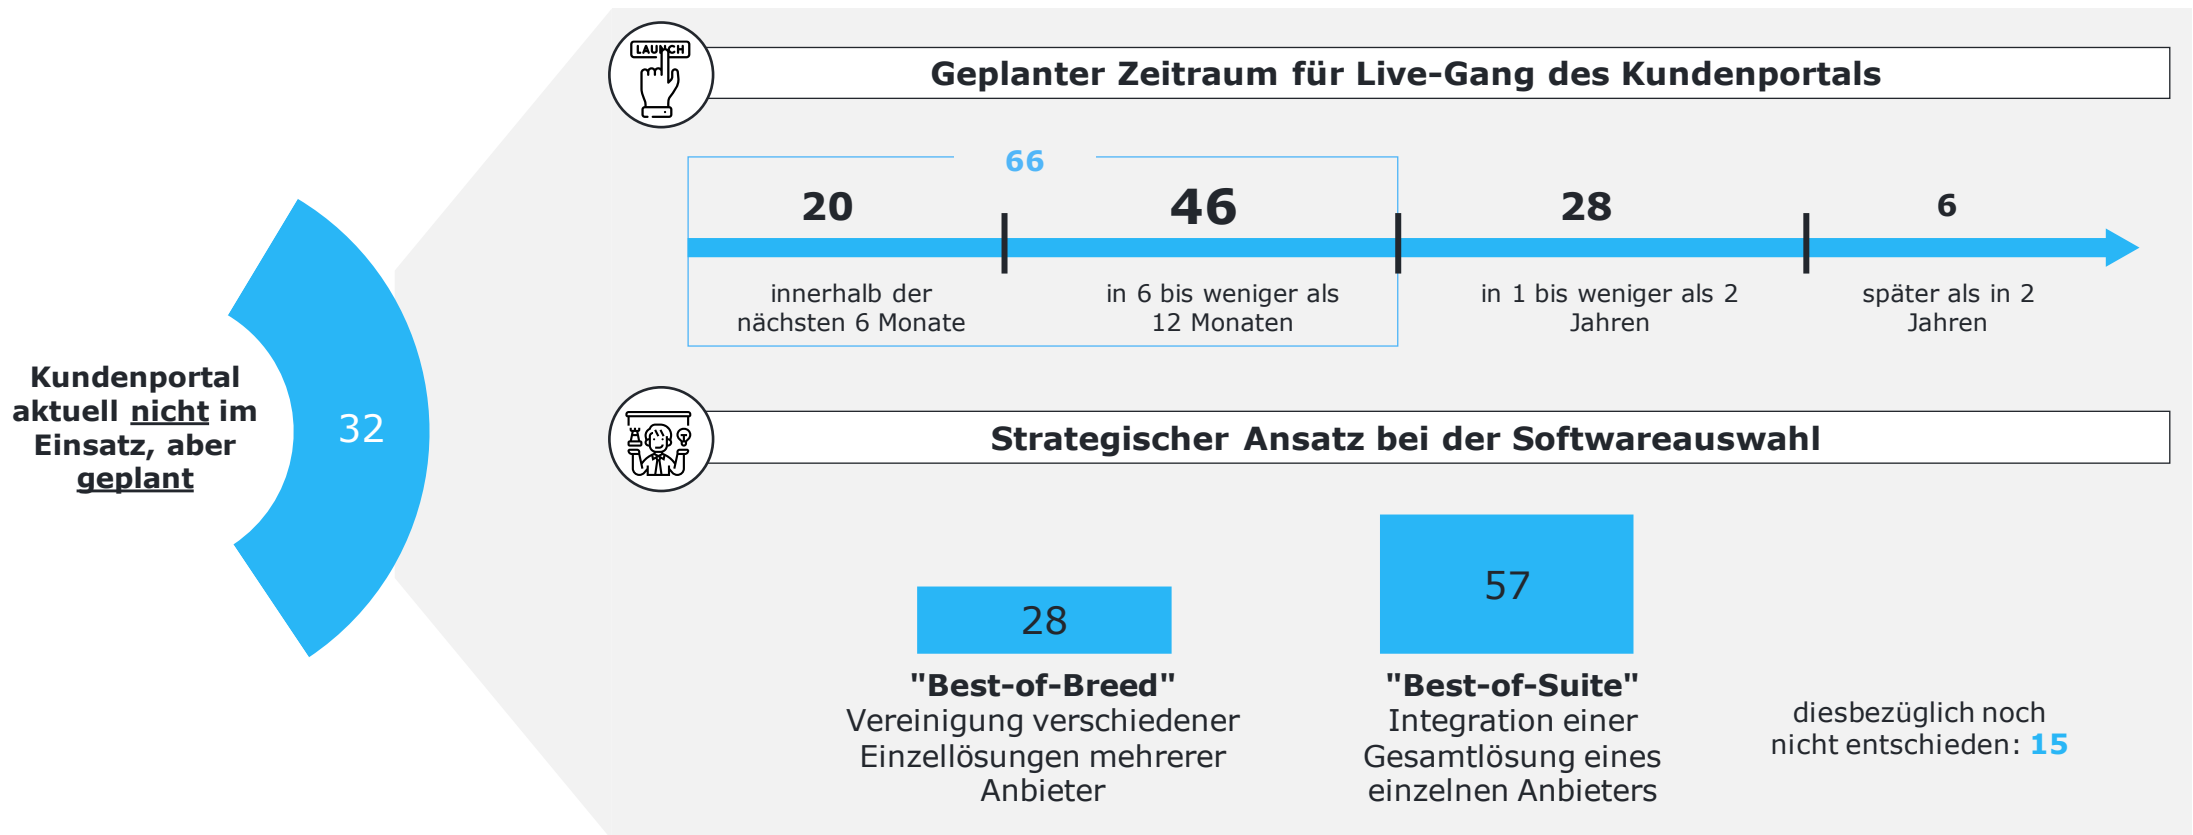 Kundenportal
aktuell nicht im
Einsatz, aber
geplant
32
LAUNCH
Geplanter Zeitraum für Live-Gang des Kundenportals
66
20
46
28
6
innerhalb der
nächsten 6 Monate
in 6 bis weniger als
12 Monaten
in 1 bis weniger als 2
Jahren
später als in 2
Jahren
Strategischer Ansatz bei der Softwareauswahl
28
"Best-of-Breed"
Vereinigung verschiedener
Einzellösungen mehrerer
Anbieter
57
"Best-of-Suite"
Integration einer
Gesamtlösung eines
einzelnen Anbieters
diesbezüglich noch
nicht entschieden: 15